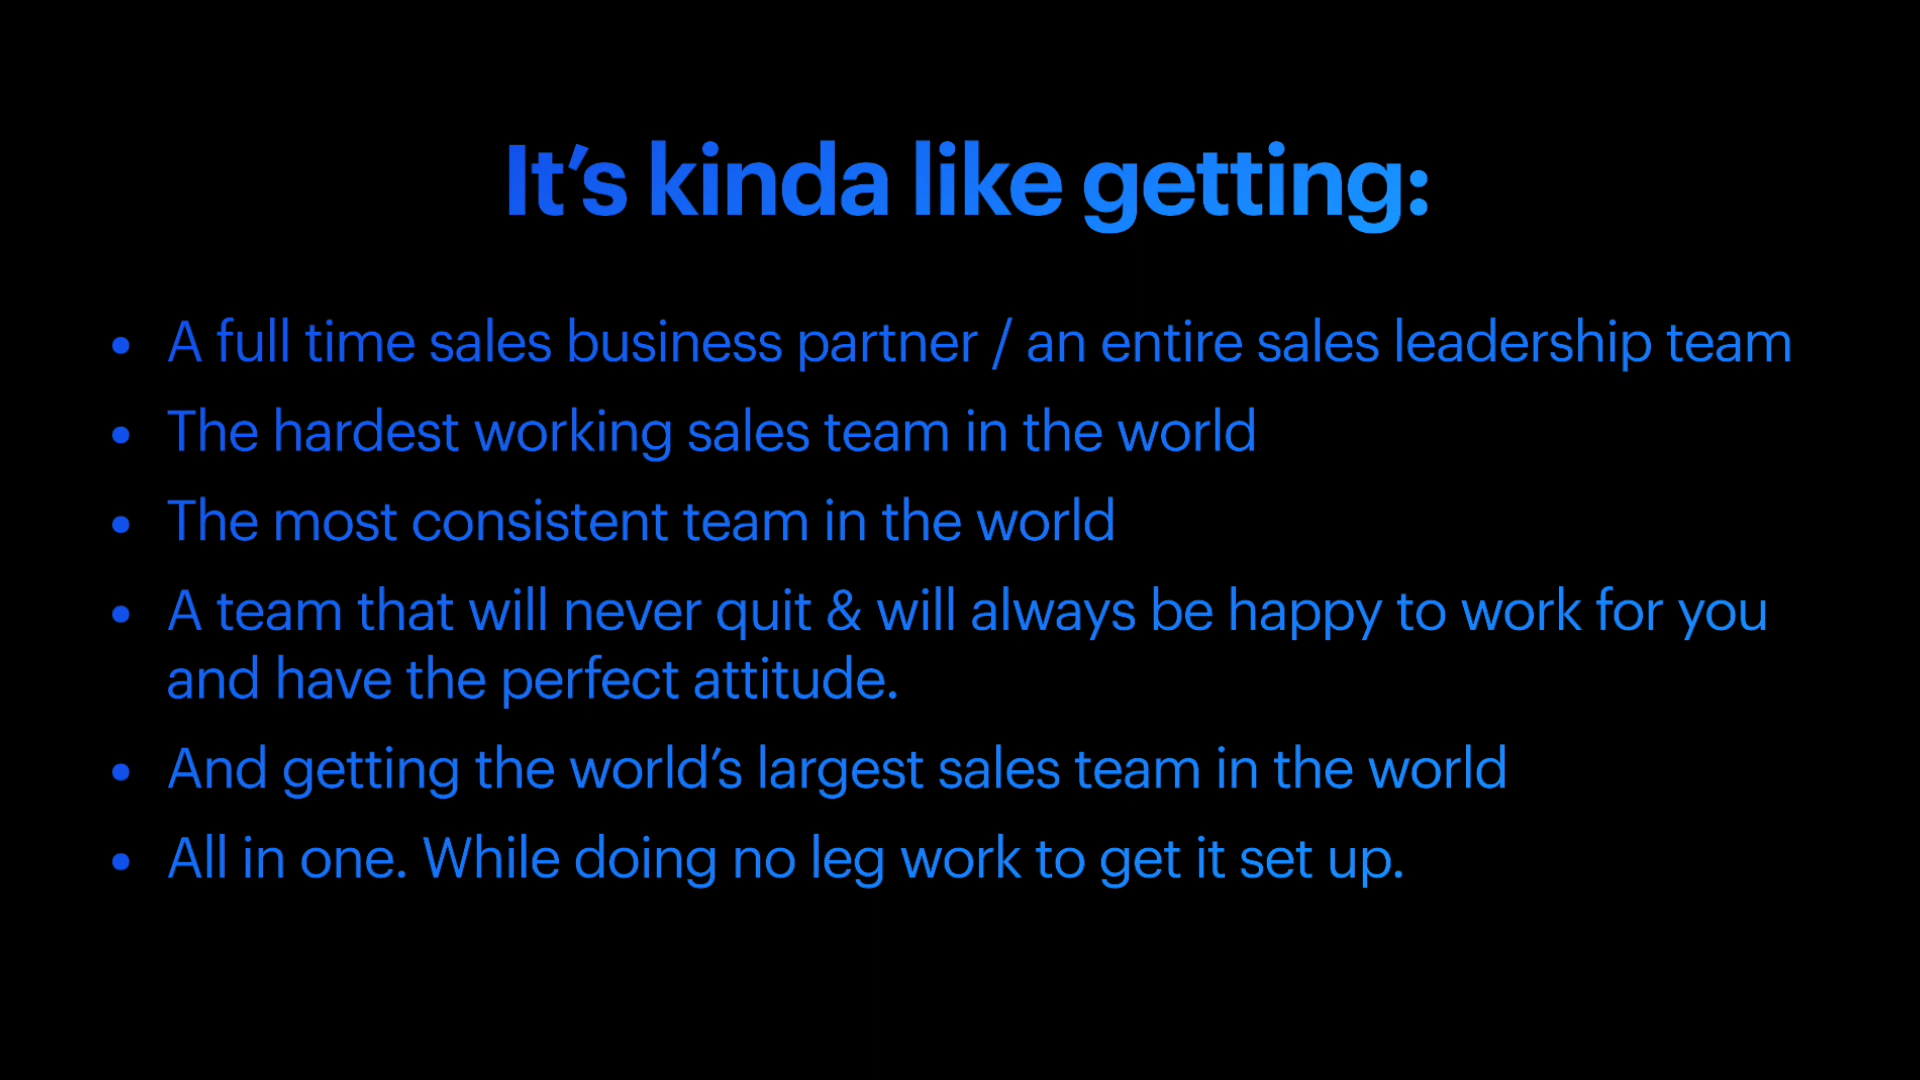 It’s kinda like getting:
• A full time sales business partner / an entire sales leadership team
• The hardest working sales team in the world
• The most consistent team in the world
• A team that will never quit & will always be happy to work for you
and have the perfect attitude.
• And getting the world’s largest sales team in the world
• All in one. While doing no leg work to get it set up.